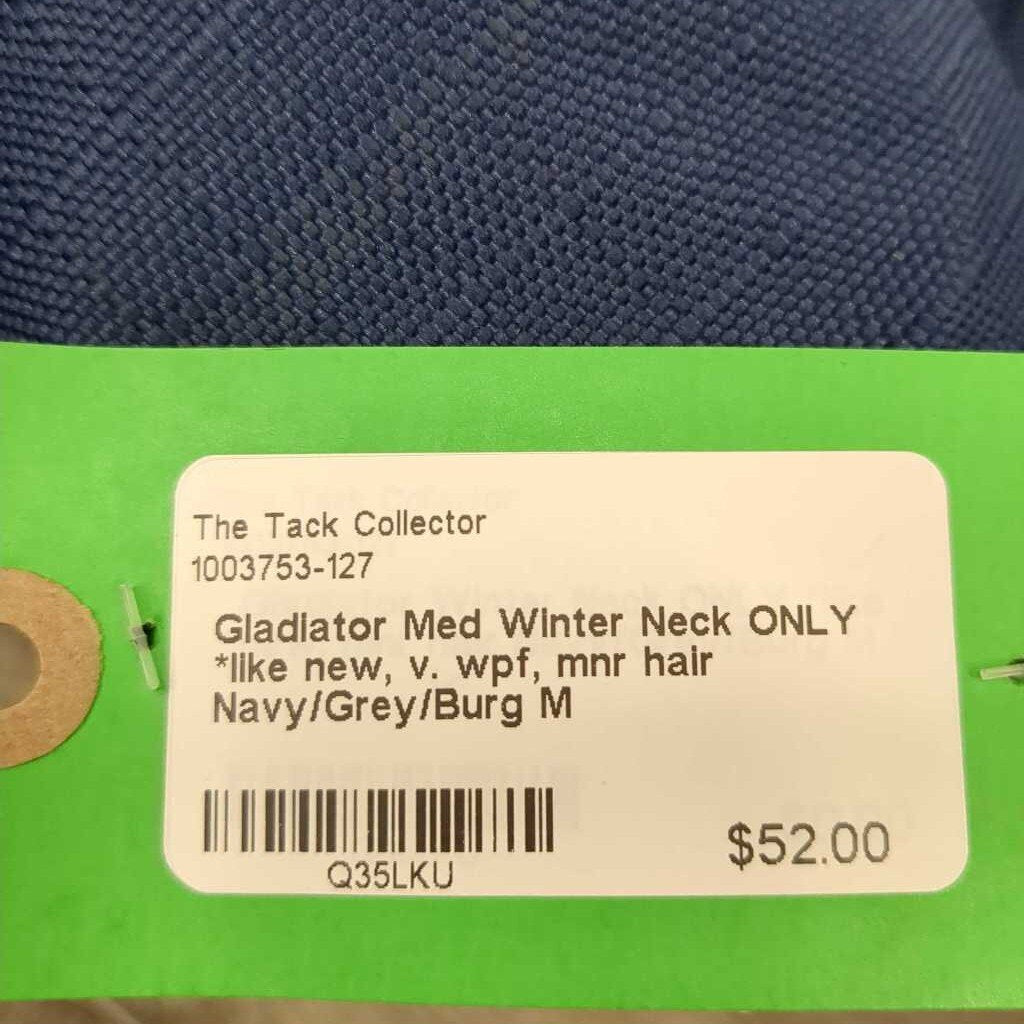 The Tack Collector
1003753-127
Gladiator Med Winter Neck ONLY
*like new, v. wpf, mnr hair
Navy/Grey/Burg M
Q35LKU
$52.00